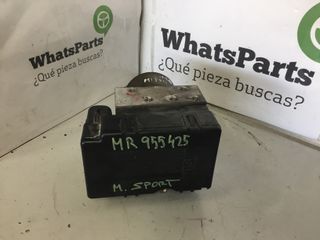 WhatsParts
¿Qué pieza buscas?
WhatsParts
¿Qué pieza buscas?
MR 955425
M. SPORT